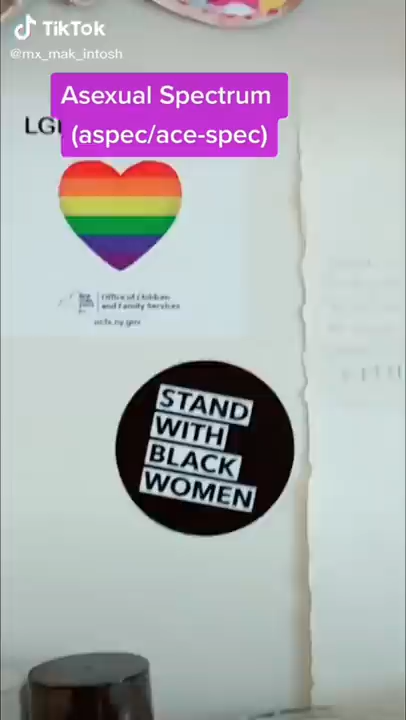 TikTok
@mx_mak_intosh
Asexual Spectrum
(aspec/ace-spec)
Office of Children
and Family Services
ocfs.ny.gov
STAND
WITH
BLACK
WOMEN